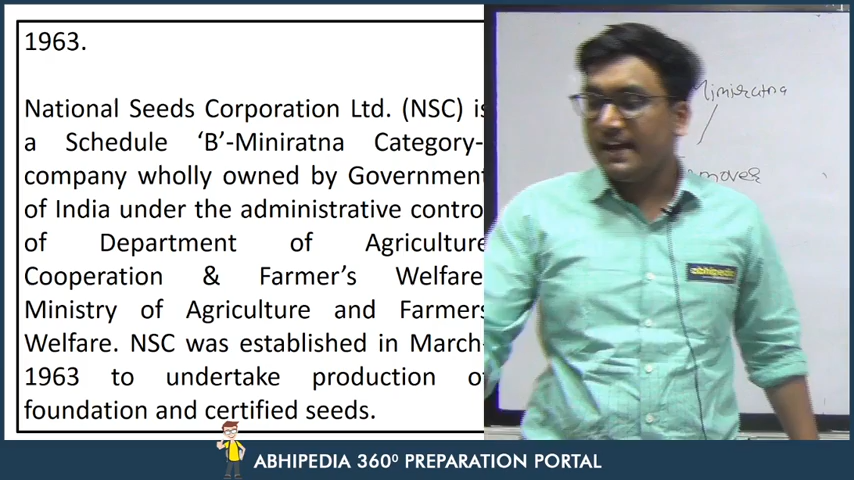 1963.
National Seeds Corporation Ltd. (NSC) is
a Schedule ‘B’-Miniratna Category-
company wholly owned by Government
of India under the administrative contro
of Department of Agriculture
Cooperation & Farmer’s Welfare
Ministry of Agriculture and Farmers
Welfare. NSC was established in March-
1963 to undertake production of
foundation and certified seeds.
Miniratna
abhipedia
ABHIPEDIA 360⁰ PREPARATION PORTAL